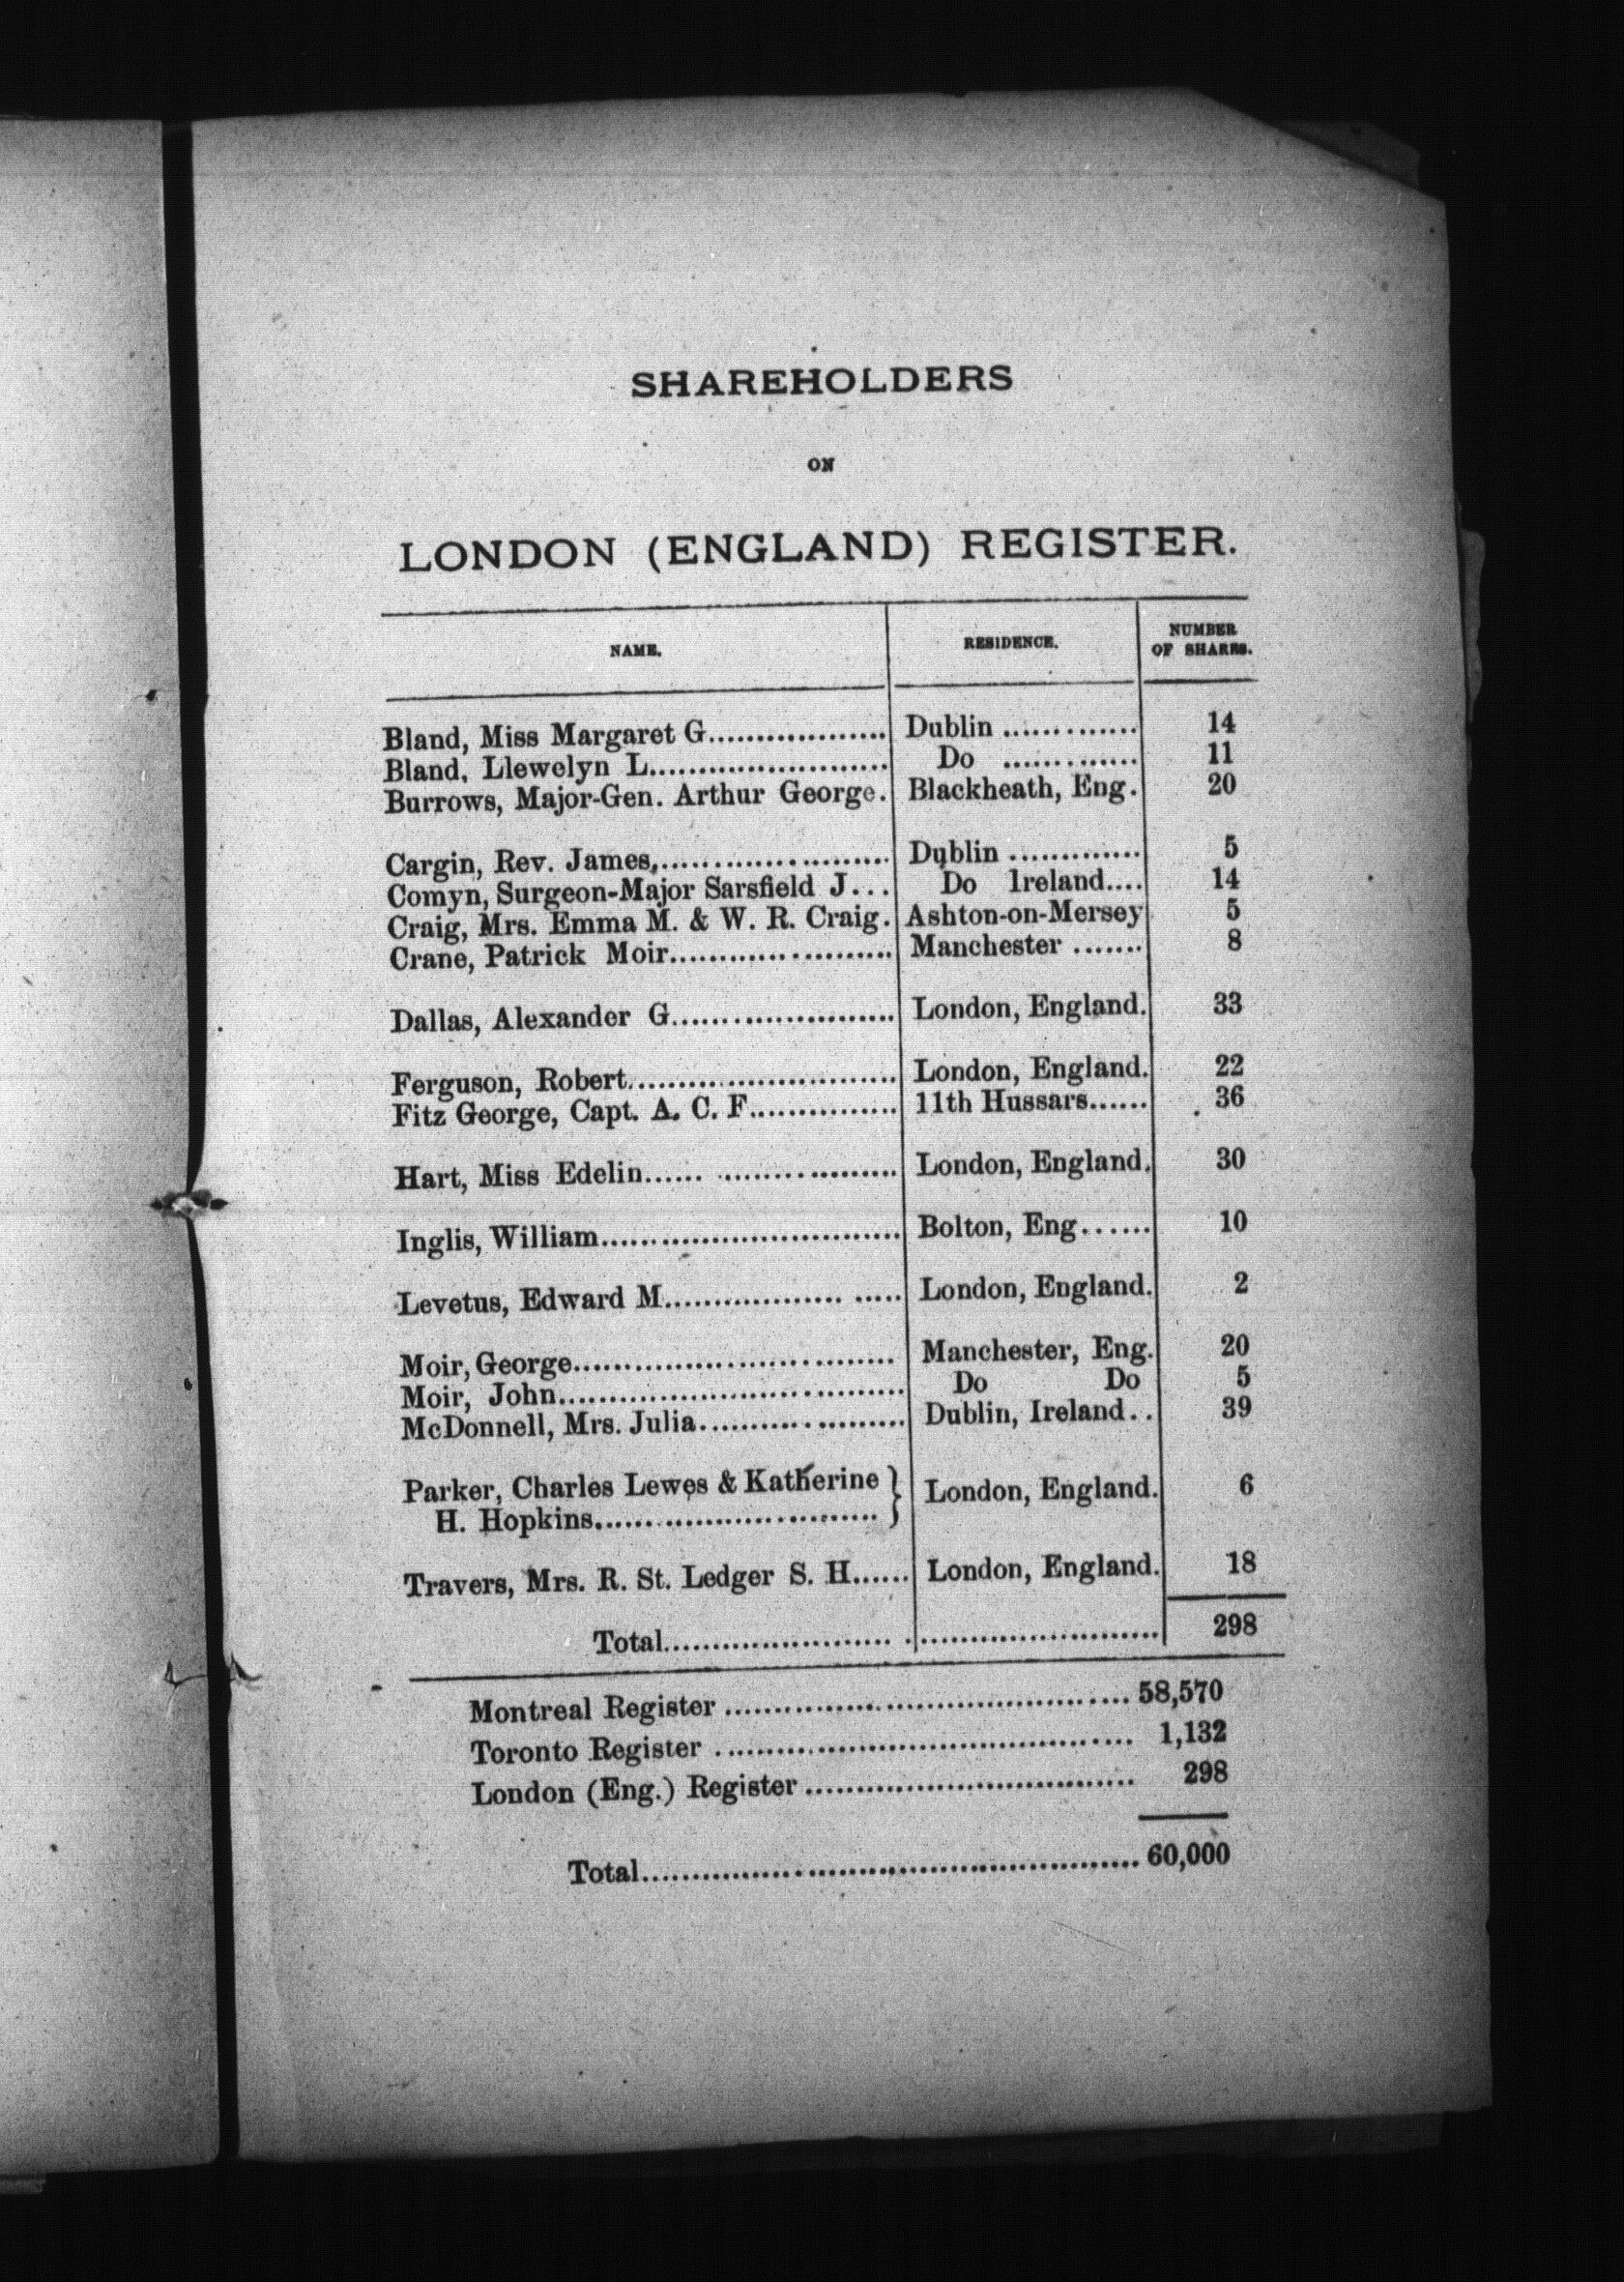 SHAREHOLDERS
ON
LONDON (ENGLAND) REGISTER.
NAME. RESIDENCE. NUMBER OF SHARES.
Bland, Miss Margaret G.................. Dublin ............. 14
Bland, Llewelyn L........................ Do ............. 11
Burrows, Major-Gen. Arthur George. Blackheath, Eng. 20
Cargin, Rev. James,....................... Dublin ............. 5
Comyn, Surgeon-Major Sarsfield J... Do Ireland.... 14
Craig, Mrs. Emma M. & W. R. Craig. Ashton-on-Mersey 5
Crane, Patrick Moir....................... Manchester ....... 8
Dallas, Alexander G....................... London, England. 33
Ferguson, Robert........................... London, England. 22
Fitz George, Capt. A. C. F............... 11th Hussars...... 36
Hart, Miss Edelin...... .................. London, England. 30
Inglis, William.............................. Bolton, Eng...... 10
Levetus, Edward M.................. ..... London, England. 2
Moir, George................................ Manchester, Eng. 20
Moir, John................................... Do Do 5
McDonnell, Mrs. Julia..................... Dublin, Ireland.. 39
Parker, Charles Lewes & Katherine } London, England. 6
H. Hopkins............................
Travers, Mrs. R. St. Ledger S. H...... London, England. 18
Total....................... ......................... 298
Montreal Register ......................................... 58,570
Toronto Register .......................................... 1,132
London (Eng.) Register ................................. 298
Total.................................................. 60,000